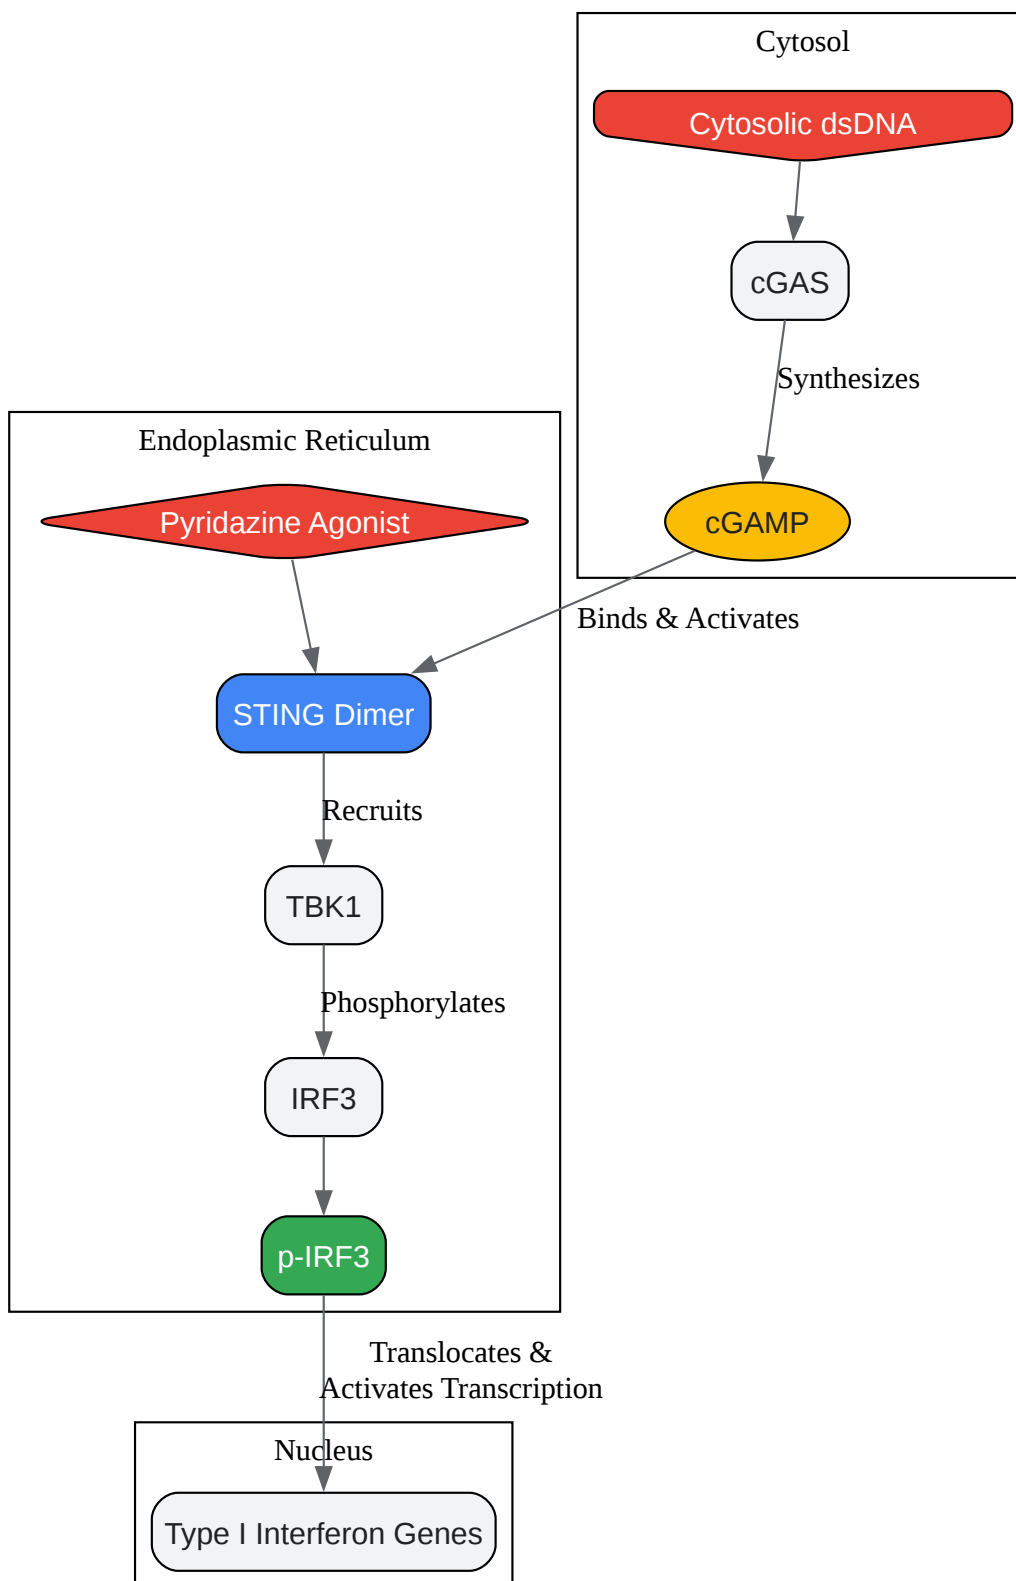 Cytosol
Cytosolic dsDNA
cGAS
Synthesizes
Endoplasmic Reticulum
Pyridazine Agonist
cGAMP
Binds & Activates
STING Dimer
Recruits
TBK1
Phosphorylates
IRF3
p-IRF3
Translocates &
Activates Transcription
Nucleus
Type I Interferon Genes